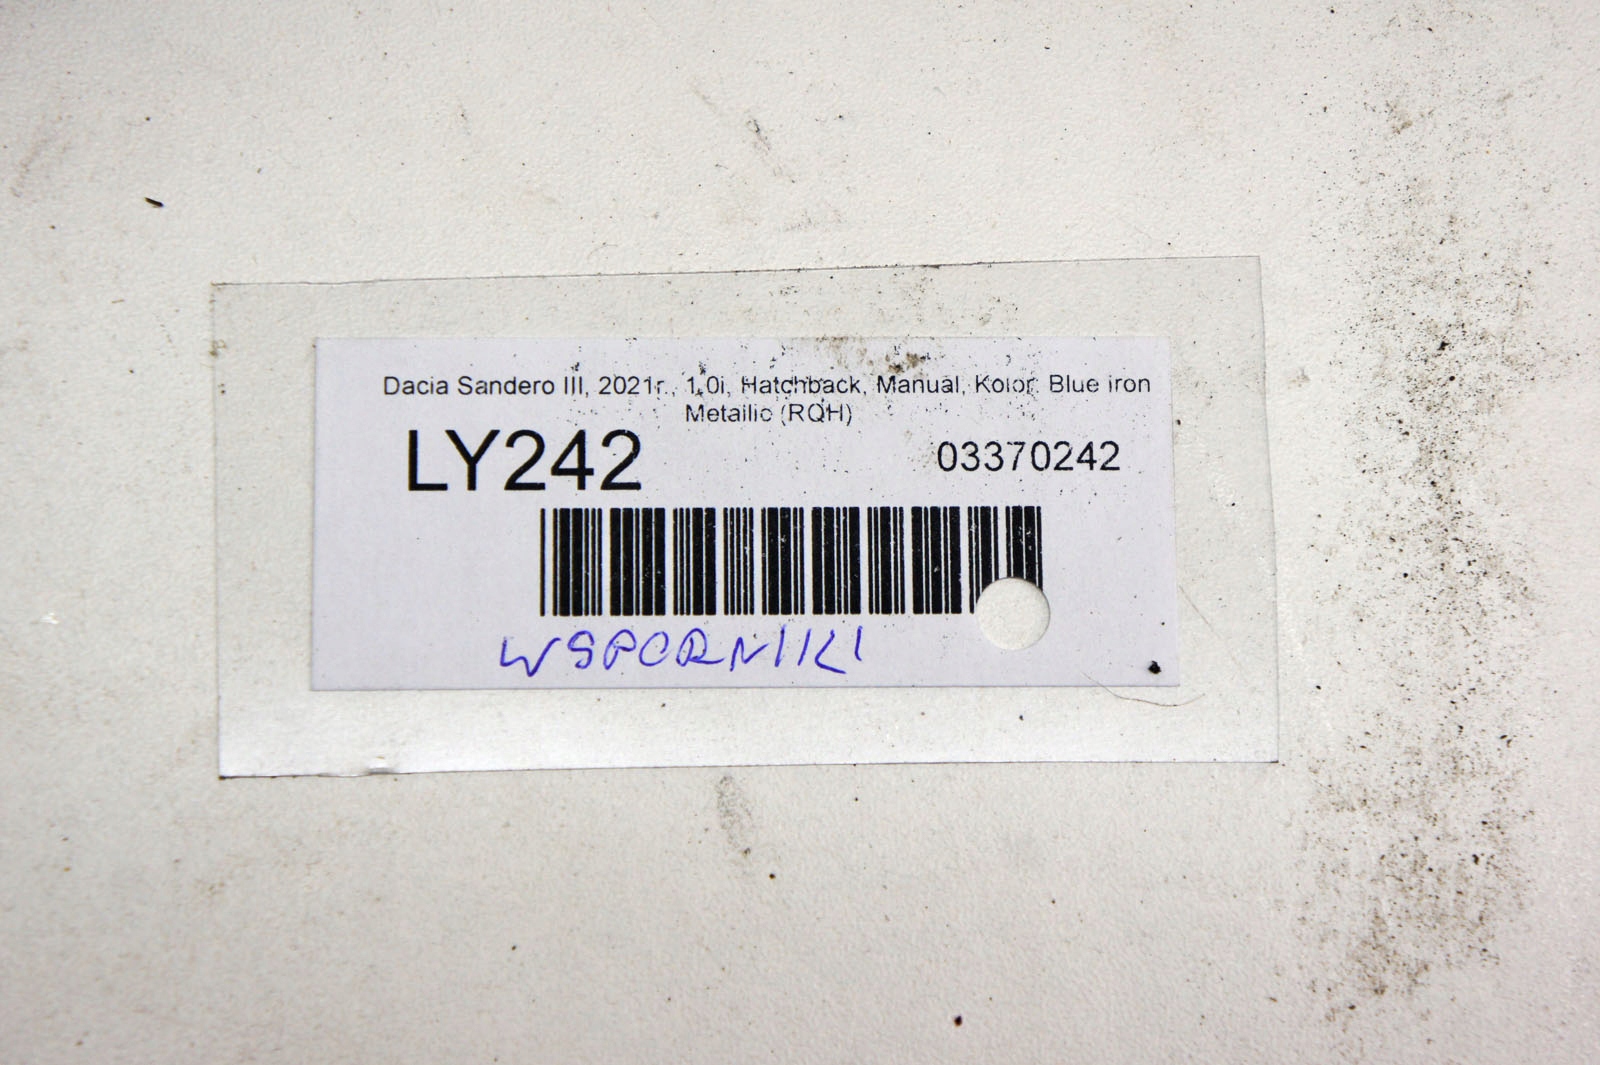 Dacia Sandero III, 2021r., 1.0i, Hatchback, Manual, Kolor: Blue iron
Metallic (RQH)
LY242
03370242
WSPORNIKI